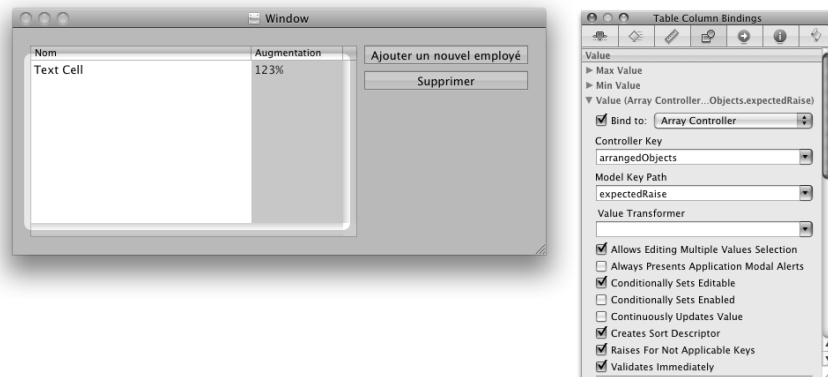 Window
Nom Augmentation
Text Cell 123%
Ajouter un nouvel employé
Supprimer
Table Column Bindings
Value
Max Value
Min Value
Value (Array Controller...Objects.expectedRaise)
Bind to: Array Controller
Controller Key
arrangedObjects
Model Key Path
expectedRaise
Value Transformer
Allows Editing Multiple Values Selection
Always Presents Application Modal Alerts
Conditionally Sets Editable
Conditionally Sets Enabled
Continuously Updates Value
Creates Sort Descriptor
Raises For Not Applicable Keys
Validates Immediately